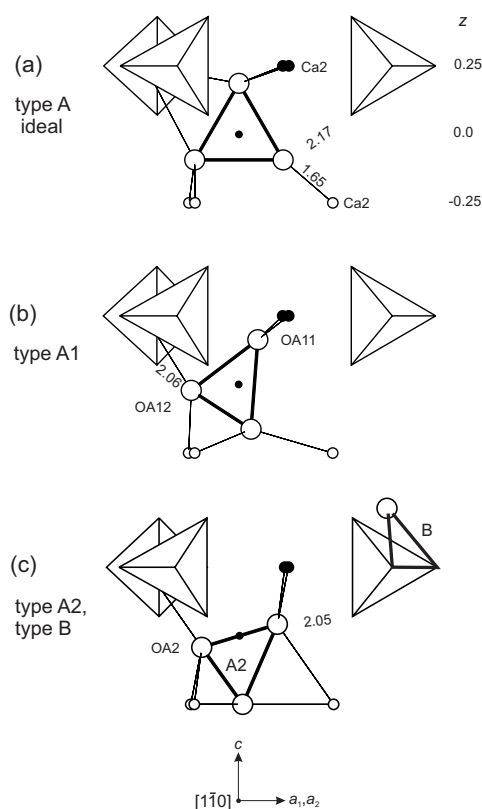 z
(a)
Ca2
0.25
type A
ideal
2.17
0.0
1.65
Ca2
-0.25
(b)
OA11
type A1
2.06
OA12
(c)
B
type A2,
type B
2.05
OA2
A2
c
[11̄0]
a₁,a₂